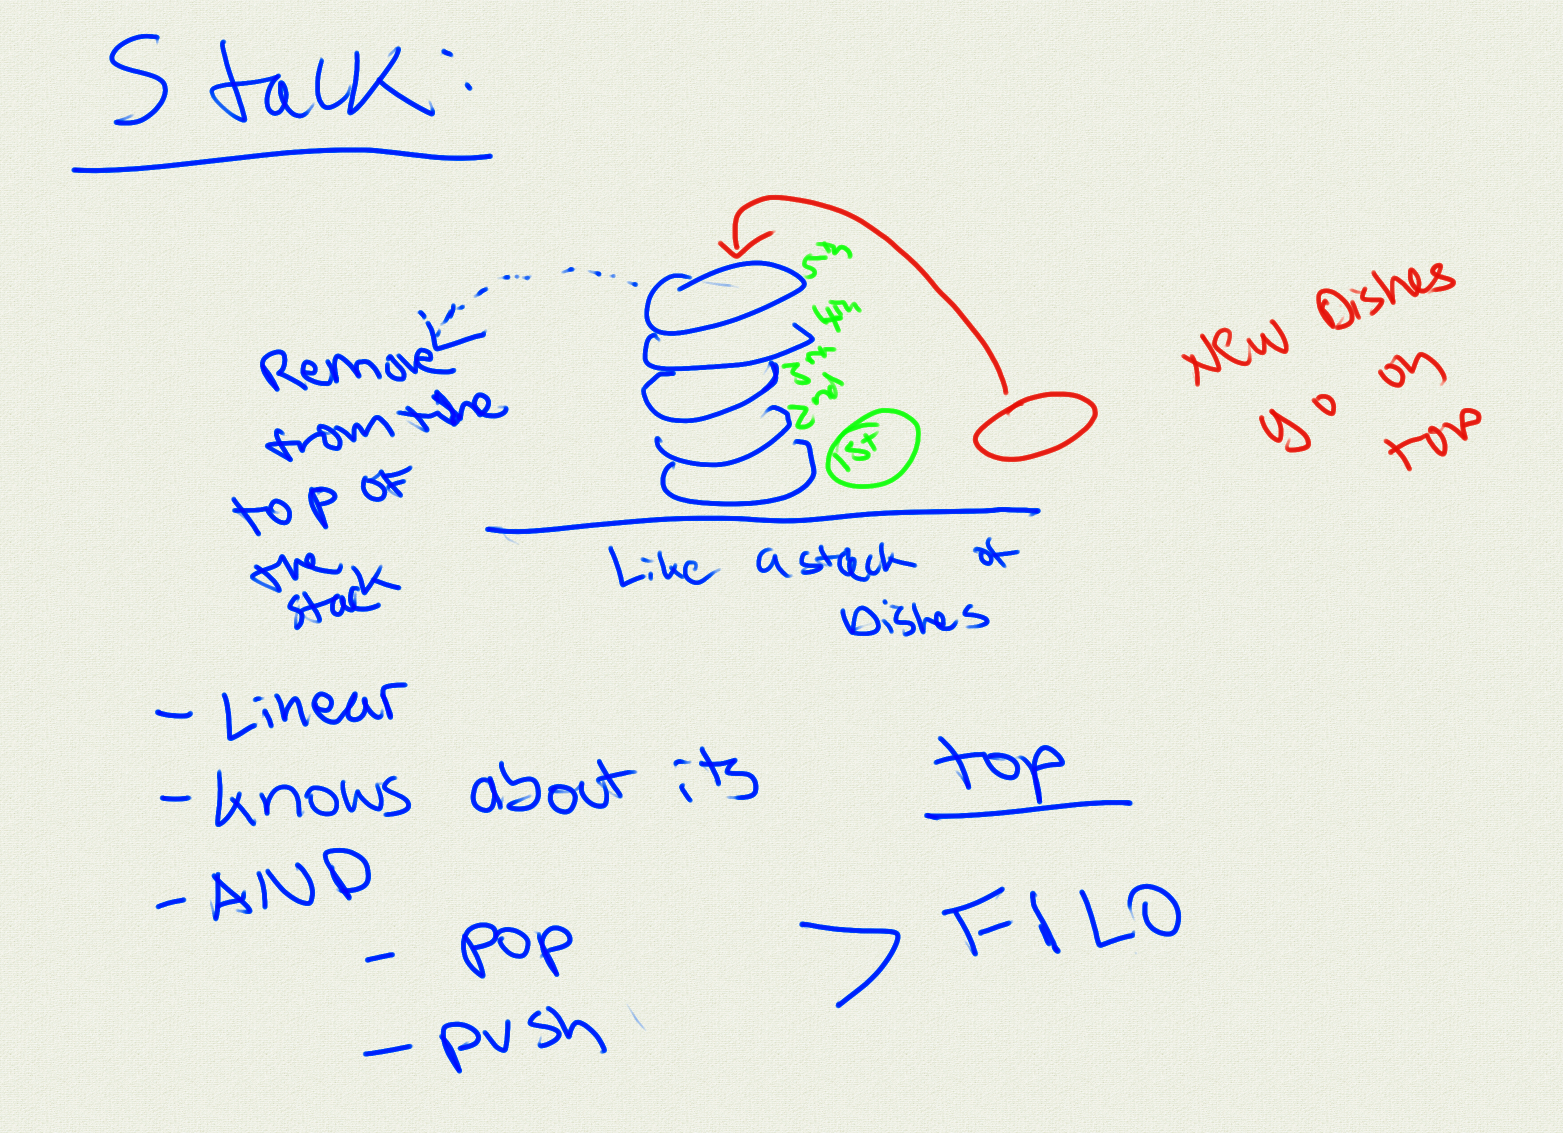 Stack:
5th
4th
3rd
2nd
1st
New Dishes
go on
top
Remove
from the
top of
the
stack
Like a stack of
Dishes
- Linear
- knows about its top
- AND
- pop
- push
> FILO